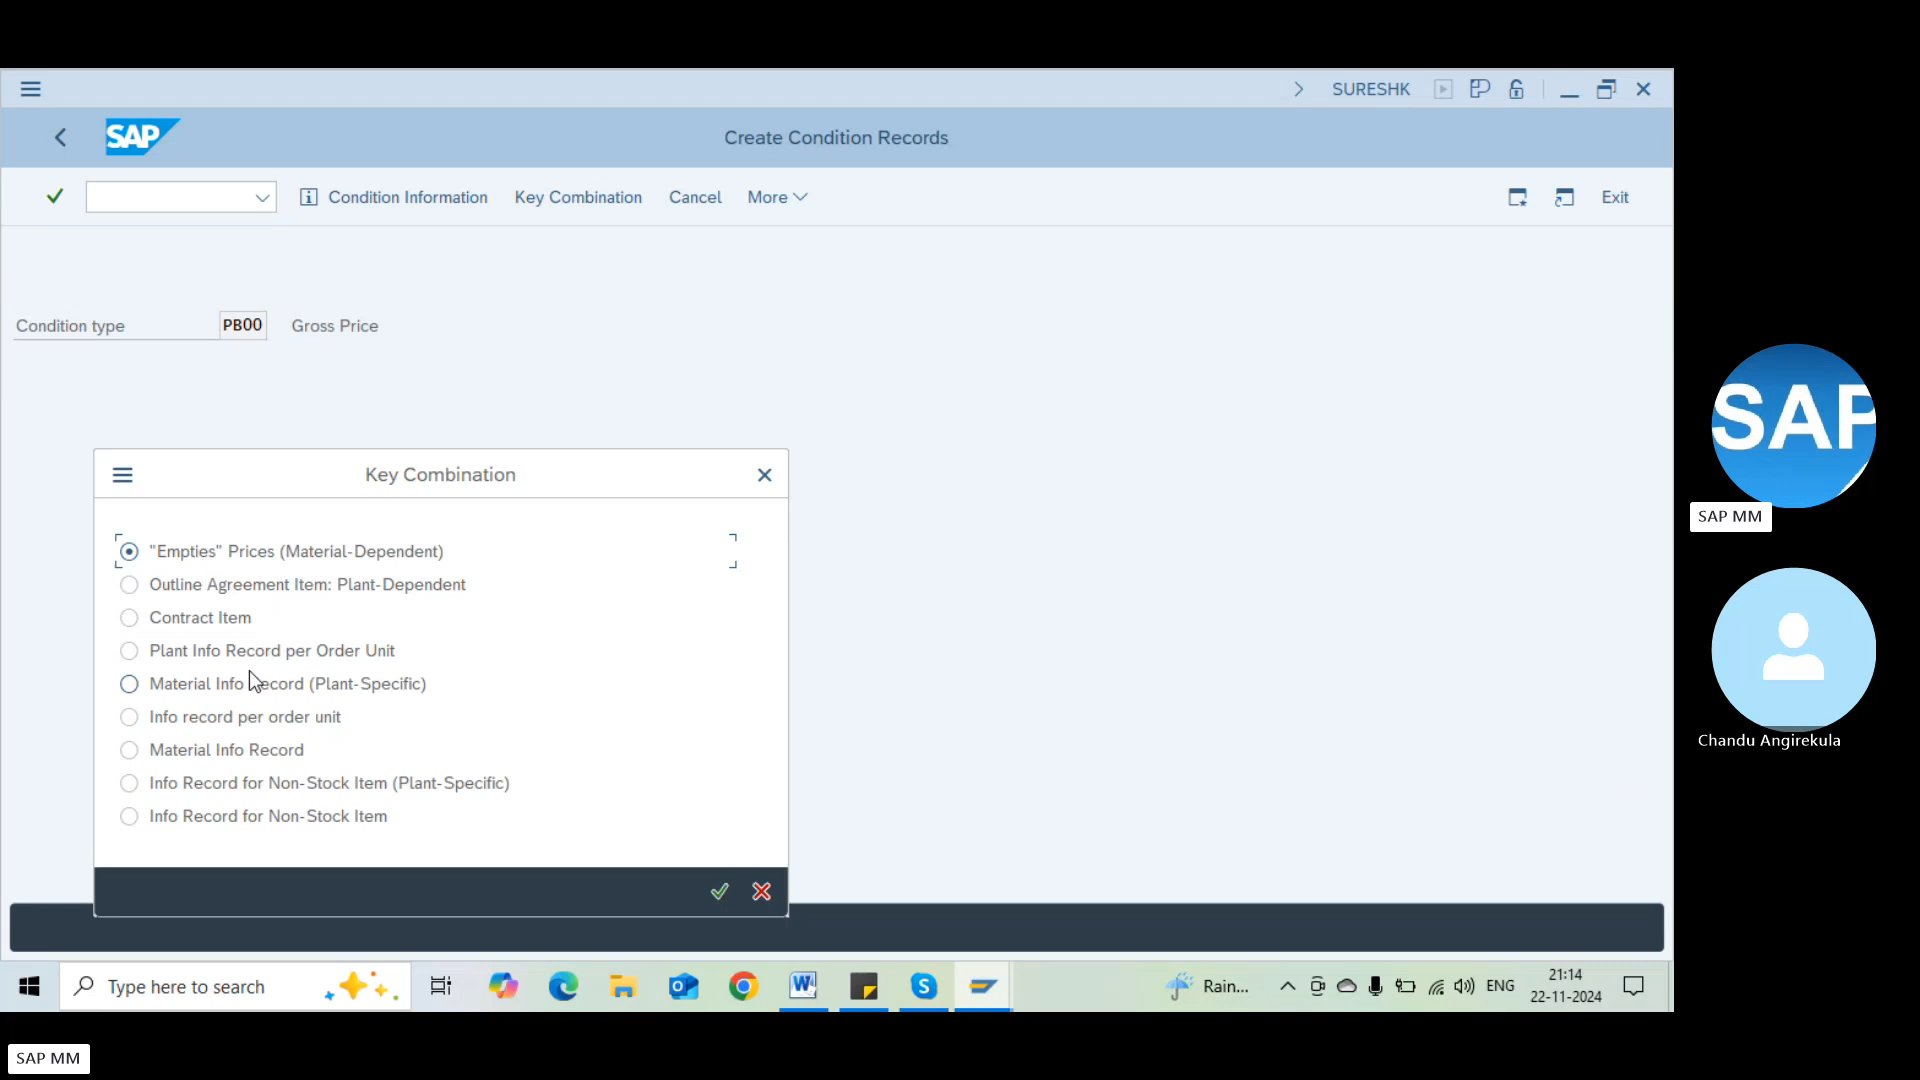 SURESHK
SAP
Create Condition Records
Condition Information Key Combination Cancel More Exit
Condition type PB00 Gross Price
Key Combination
"Empties" Prices (Material-Dependent)
Outline Agreement Item: Plant-Dependent
Contract Item
Plant Info Record per Order Unit
Material Info Record (Plant-Specific)
Info record per order unit
Material Info Record
Info Record for Non-Stock Item (Plant-Specific)
Info Record for Non-Stock Item
SAP
SAP MM
Chandu Angirekula
Type here to search
Rain...
ENG
21:14
22-11-2024
SAP MM